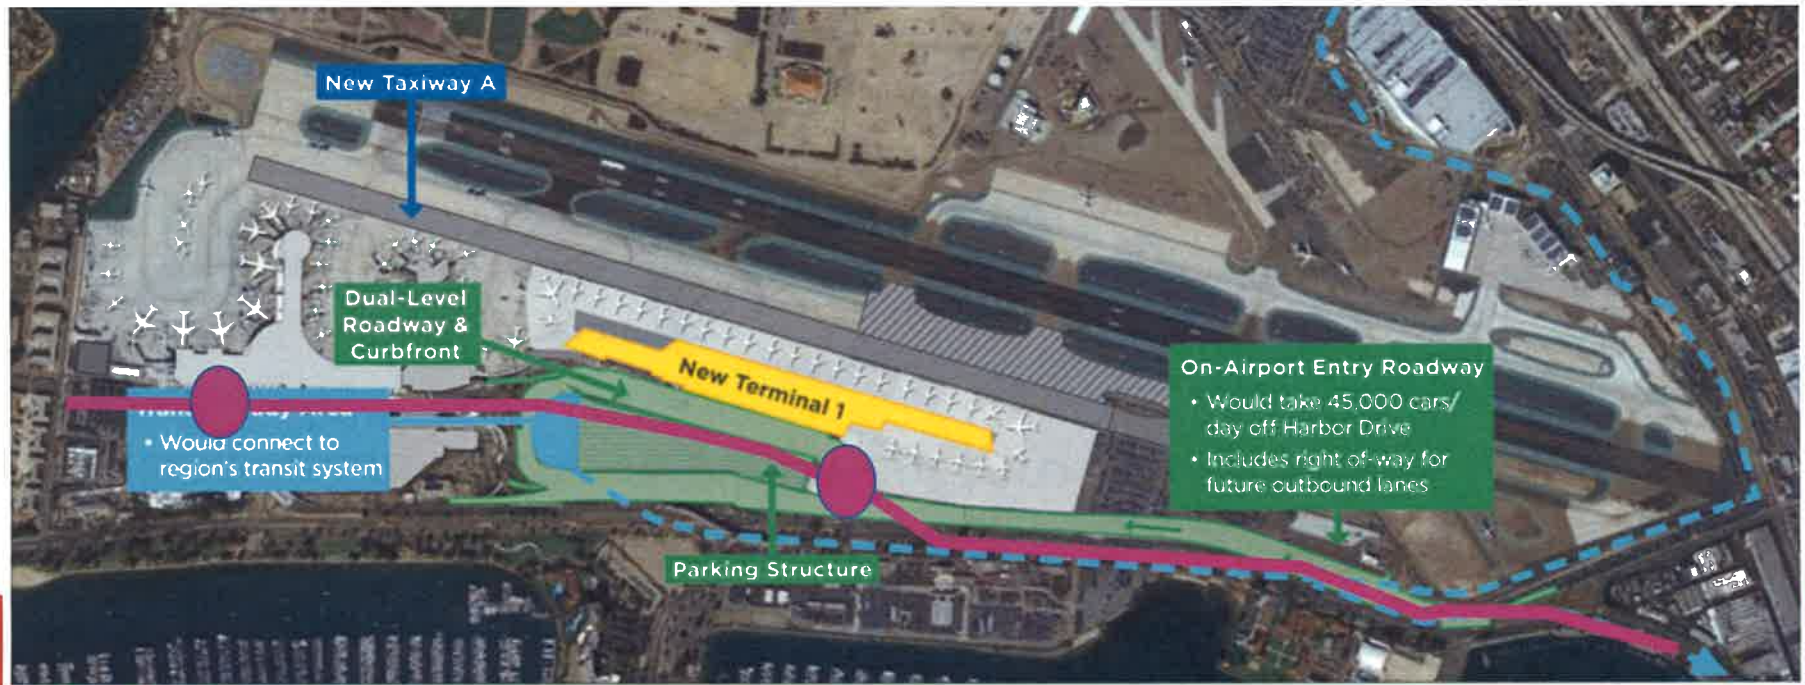 New Taxiway A
Dual-Level
Roadway &
Curbfront
New Terminal 1
On-Airport Entry Roadway
• Would take 45,000 cars/
day off Harbor Drive
• Includes right-of-way for
future outbound lanes
• Would connect to
region's transit system
Parking Structure